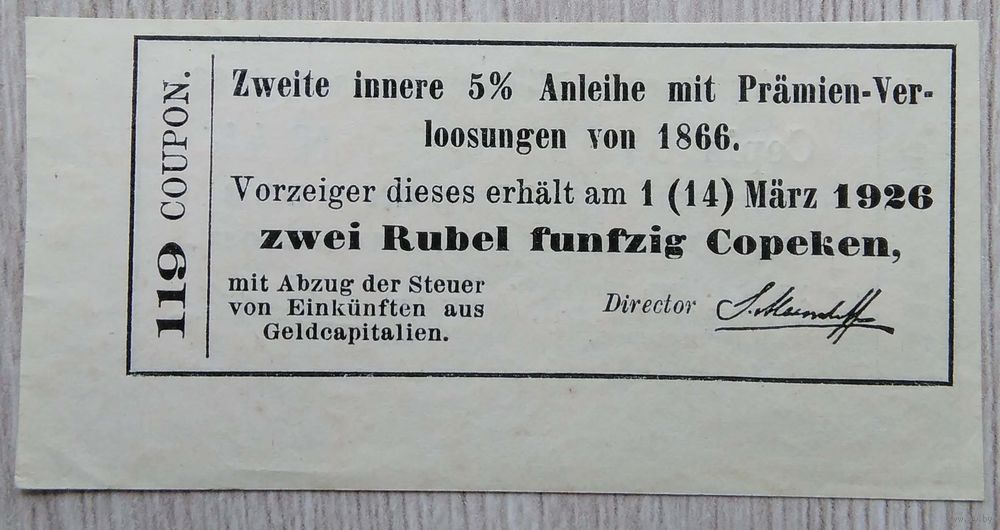 119 COUPON.
Zweite innere 5% Anleihe mit Prämien-Ver-
loosungen von 1866.
Vorzeiger dieses erhält am 1 (14) März 1926
zwei Rubel funfzig Copeken,
mit Abzug der Steuer
von Einkünften aus
Geldcapitalien.
Director